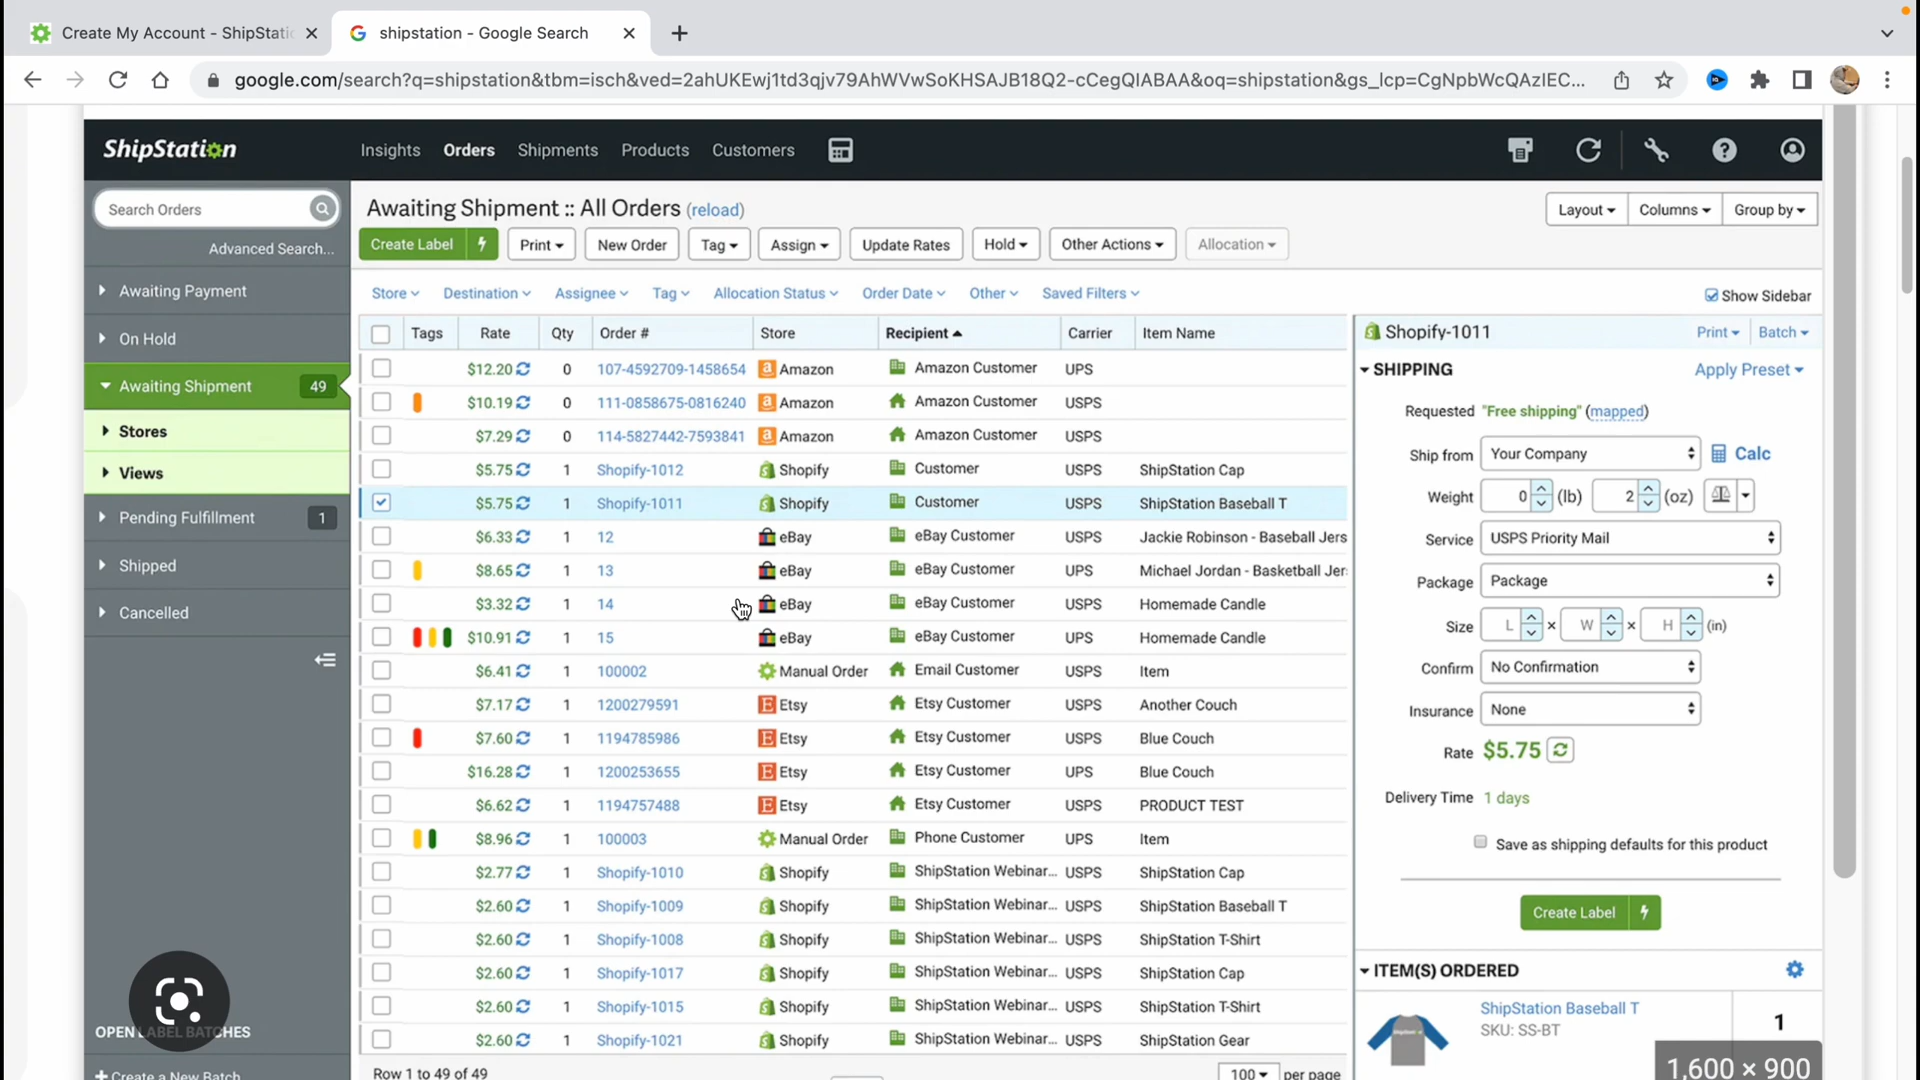 Create My Account - ShipStatio
shipstation - Google Search
google.com/search?q=shipstation&tbm=isch&ved=2ahUKEwj1td3qjv79AhWVwSoKHSAJB18Q2-cCegQIABAA&oq=shipstation&gs_lcp=CgNpbWcQAzIEC...
ShipStation
Insights Orders Shipments Products Customers
Search Orders
Advanced Search...
Awaiting Payment
On Hold
Awaiting Shipment 49
Stores
Views
Pending Fulfillment 1
Shipped
Cancelled
OPEN LABEL BATCHES
+ Create a New Batch
Awaiting Shipment :: All Orders (reload)
Layout Columns Group by
Create Label Print New Order Tag Assign Update Rates Hold Other Actions Allocation
Store Destination Assignee Tag Allocation Status Order Date Other Saved Filters
Show Sidebar
Tags Rate Qty Order # Store Recipient Carrier Item Name
$12.20 0 107-4592709-1458654 Amazon Amazon Customer UPS
$10.19 0 111-0858675-0816240 Amazon Amazon Customer USPS
$7.29 0 114-5827442-7593841 Amazon Amazon Customer USPS
$5.75 1 Shopify-1012 Shopify Customer USPS ShipStation Cap
$5.75 1 Shopify-1011 Shopify Customer USPS ShipStation Baseball T
$6.33 1 12 eBay eBay Customer USPS Jackie Robinson - Baseball Jers
$8.65 1 13 eBay eBay Customer UPS Michael Jordan - Basketball Jer
$3.32 1 14 eBay eBay Customer USPS Homemade Candle
$10.91 1 15 eBay eBay Customer UPS Homemade Candle
$6.41 1 100002 Manual Order Email Customer USPS Item
$7.17 1 1200279591 Etsy Etsy Customer USPS Another Couch
$7.60 1 1194785986 Etsy Etsy Customer USPS Blue Couch
$16.28 1 1200253655 Etsy Etsy Customer UPS Blue Couch
$6.62 1 1194757488 Etsy Etsy Customer USPS PRODUCT TEST
$8.96 1 100003 Manual Order Phone Customer UPS Item
$2.77 1 Shopify-1010 Shopify ShipStation Webinar... USPS ShipStation Cap
$2.60 1 Shopify-1009 Shopify ShipStation Webinar... USPS ShipStation Baseball T
$2.60 1 Shopify-1008 Shopify ShipStation Webinar... USPS ShipStation T-Shirt
$2.60 1 Shopify-1017 Shopify ShipStation Webinar... USPS ShipStation Cap
$2.60 1 Shopify-1015 Shopify ShipStation Webinar... USPS ShipStation T-Shirt
$2.60 1 Shopify-1021 Shopify ShipStation Webinar... USPS ShipStation Gear
Row 1 to 49 of 49 100 per page
Shopify-1011 Print Batch
SHIPPING Apply Preset
Requested "Free shipping" (mapped)
Ship from Your Company Calc
Weight 0 (lb) 2 (oz)
Service USPS Priority Mail
Package Package
Size L × W × H (in)
Confirm No Confirmation
Insurance None
Rate $5.75
Delivery Time 1 days
Save as shipping defaults for this product
Create Label
ITEM(S) ORDERED
ShipStation Baseball T
SKU: SS-BT
1
1,600 × 900